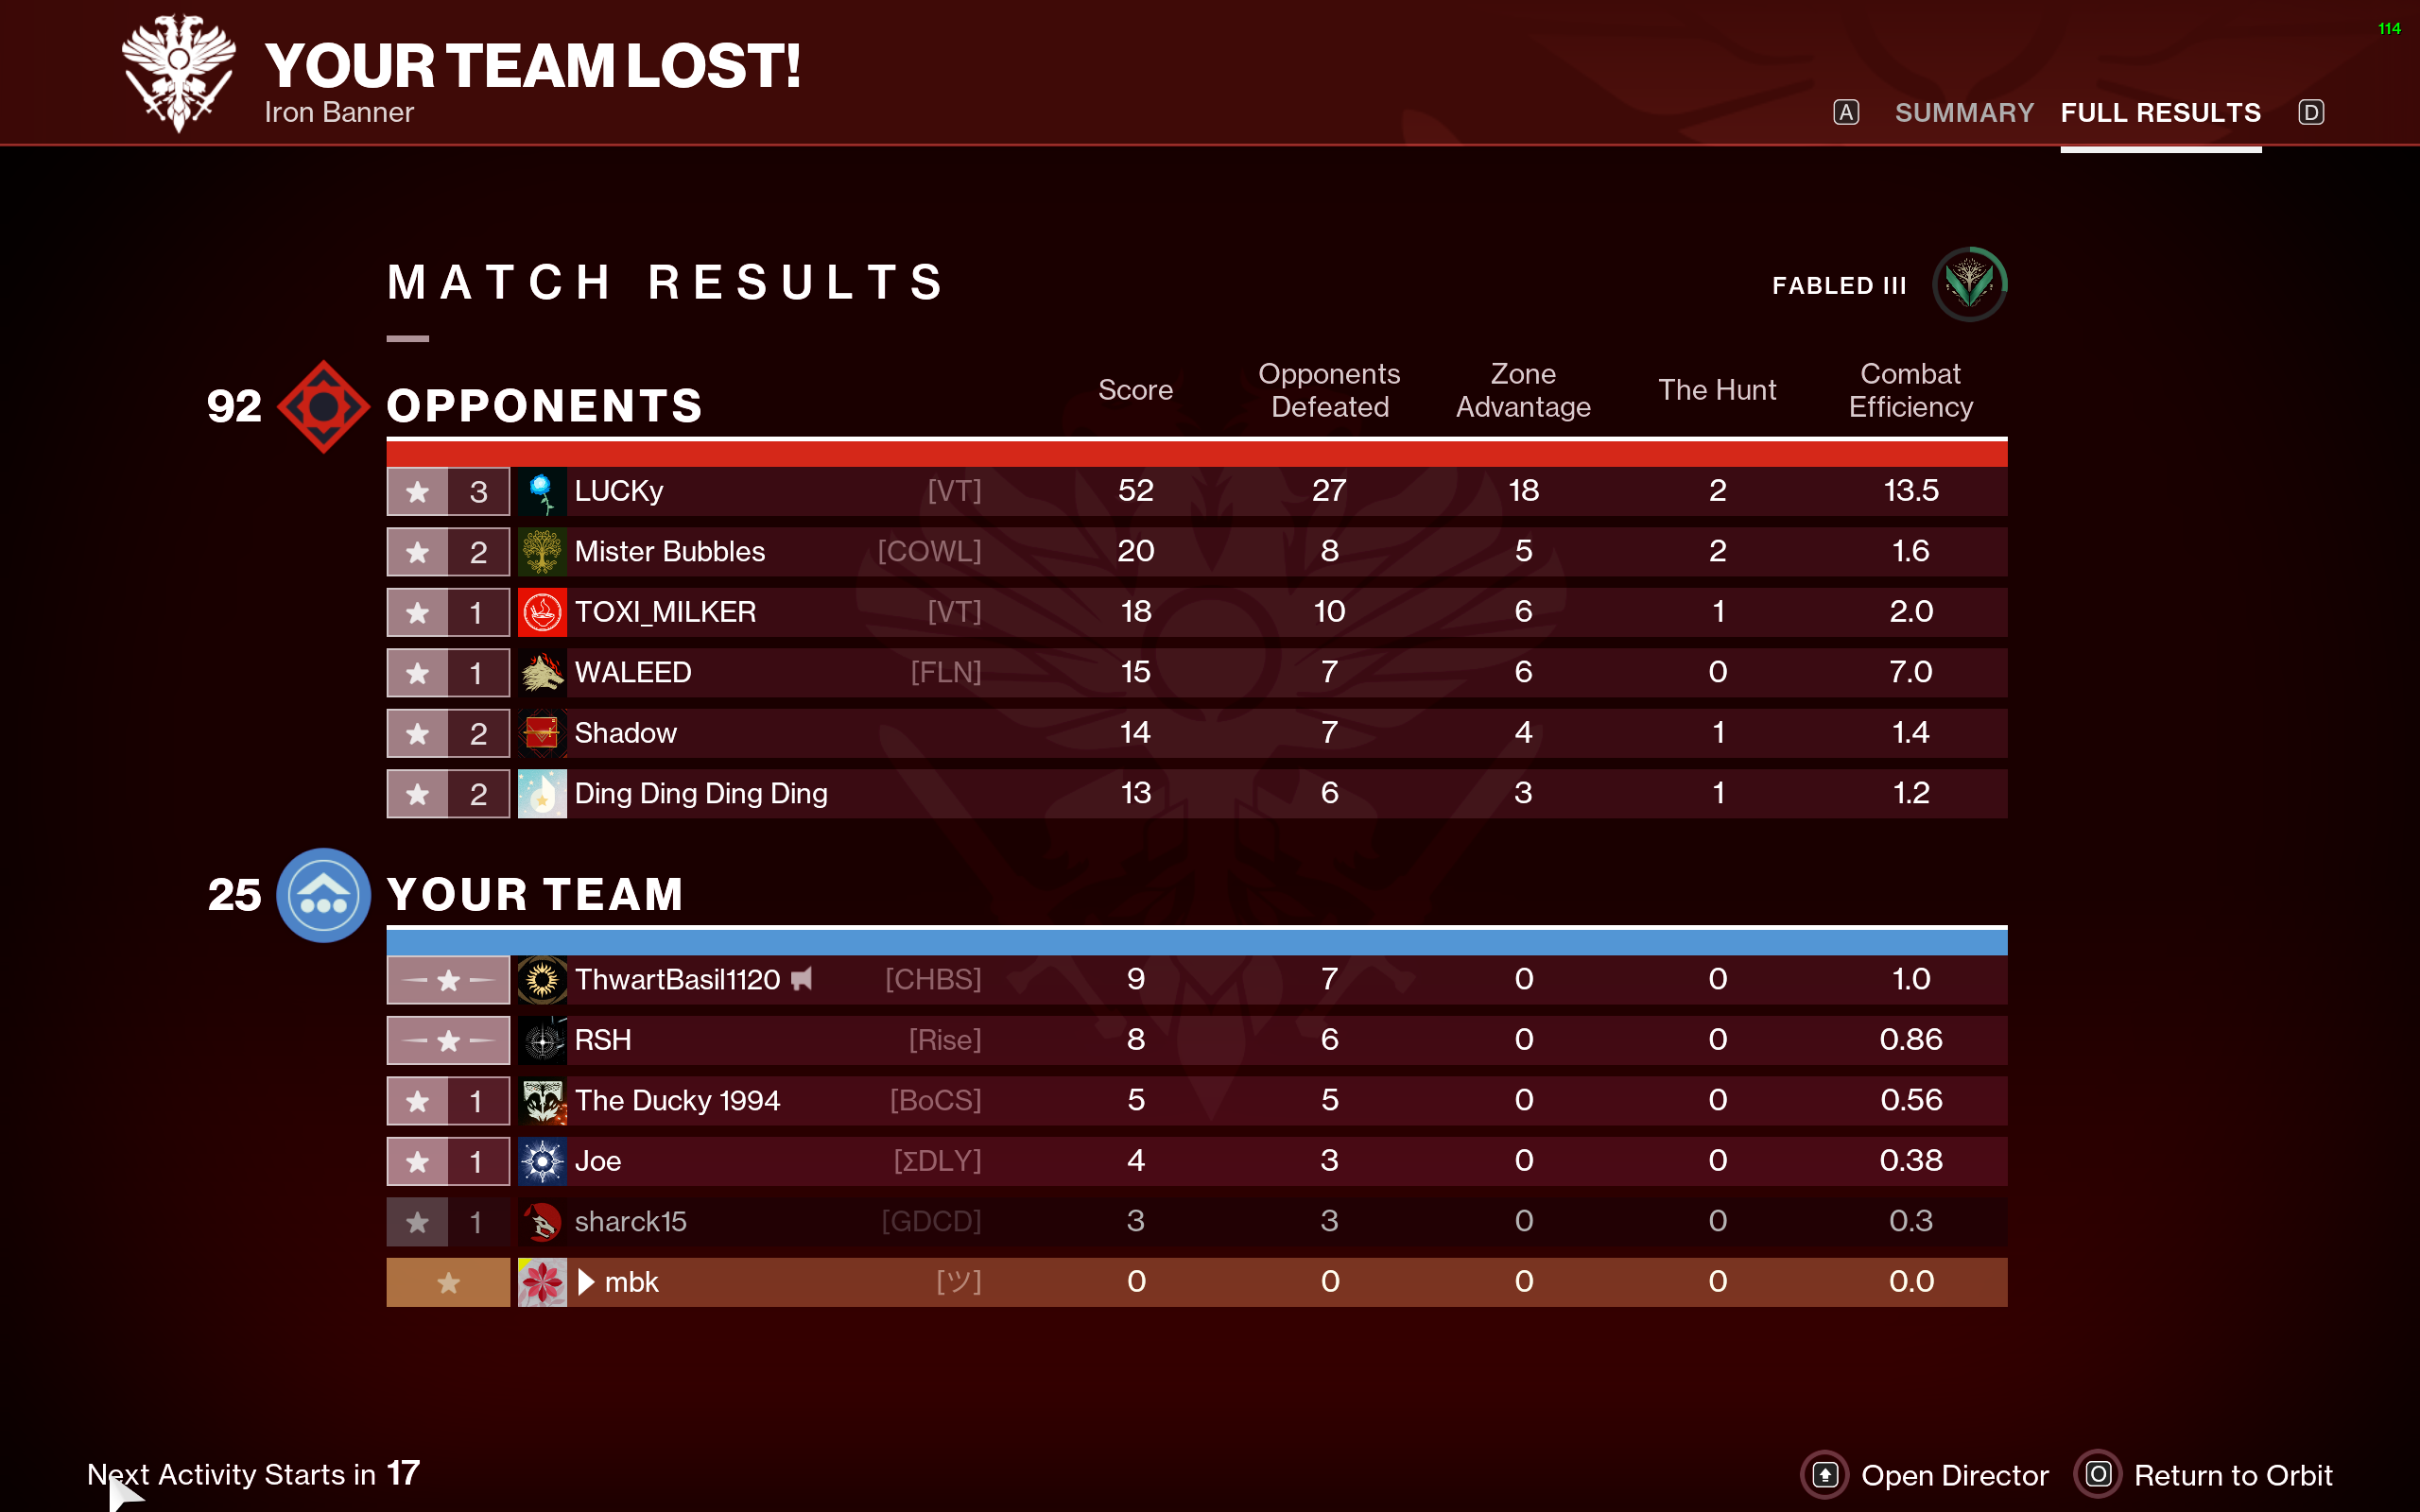 114
YOUR TEAM LOST!
Iron Banner
A SUMMARY FULL RESULTS D
MATCH RESULTS
FABLED III
92 OPPONENTS Score Opponents Defeated Zone Advantage The Hunt Combat Efficiency
3 LUCKy [VT] 52 27 18 2 13.5
2 Mister Bubbles [COWL] 20 8 5 2 1.6
1 TOXI_MILKER [VT] 18 10 6 1 2.0
1 WALEED [FLN] 15 7 6 0 7.0
2 Shadow 14 7 4 1 1.4
2 Ding Ding Ding Ding 13 6 3 1 1.2
25 YOUR TEAM
ThwartBasil1120 [CHBS] 9 7 0 0 1.0
RSH [Rise] 8 6 0 0 0.86
1 The Ducky 1994 [BoCS] 5 5 0 0 0.56
1 Joe [ΣDLY] 4 3 0 0 0.38
1 sharck15 [GDCD] 3 3 0 0 0.3
mbk [ツ] 0 0 0 0 0.0
Next Activity Starts in 17
Open Director O Return to Orbit